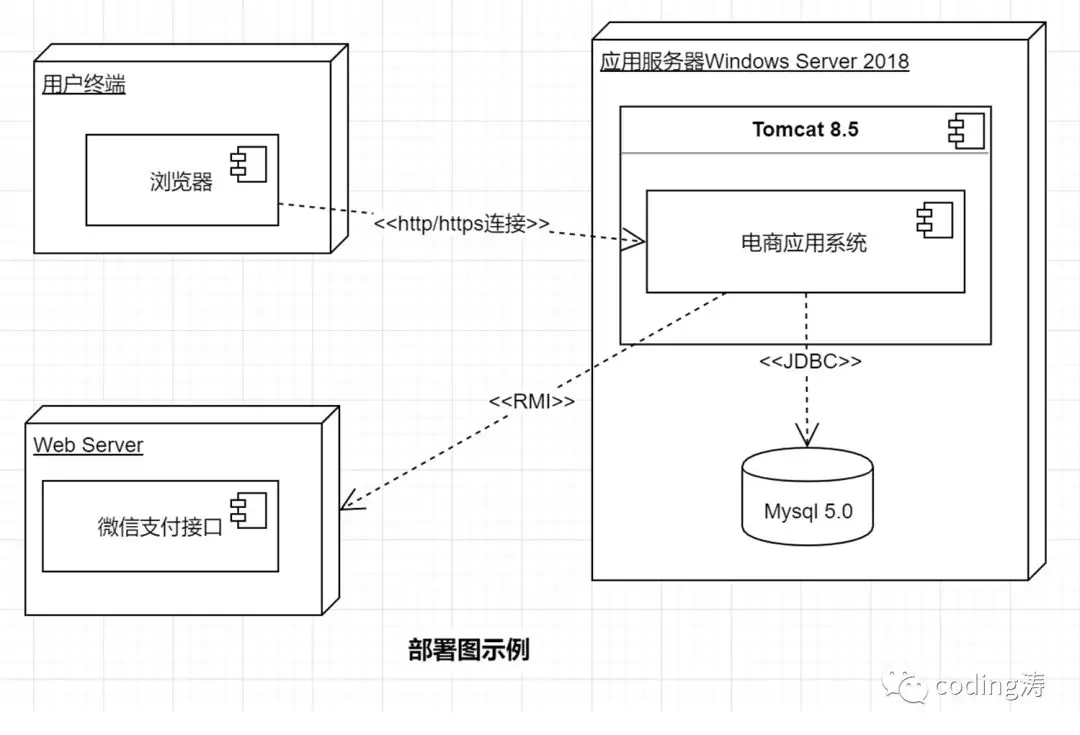 用户终端
浏览器
<<http/https连接>>
应用服务器Windows Server 2018
Tomcat 8.5
电商应用系统
<<JDBC>>
<<RMI>>
Web Server
微信支付接口
Mysql 5.0
部署图示例
coding涛